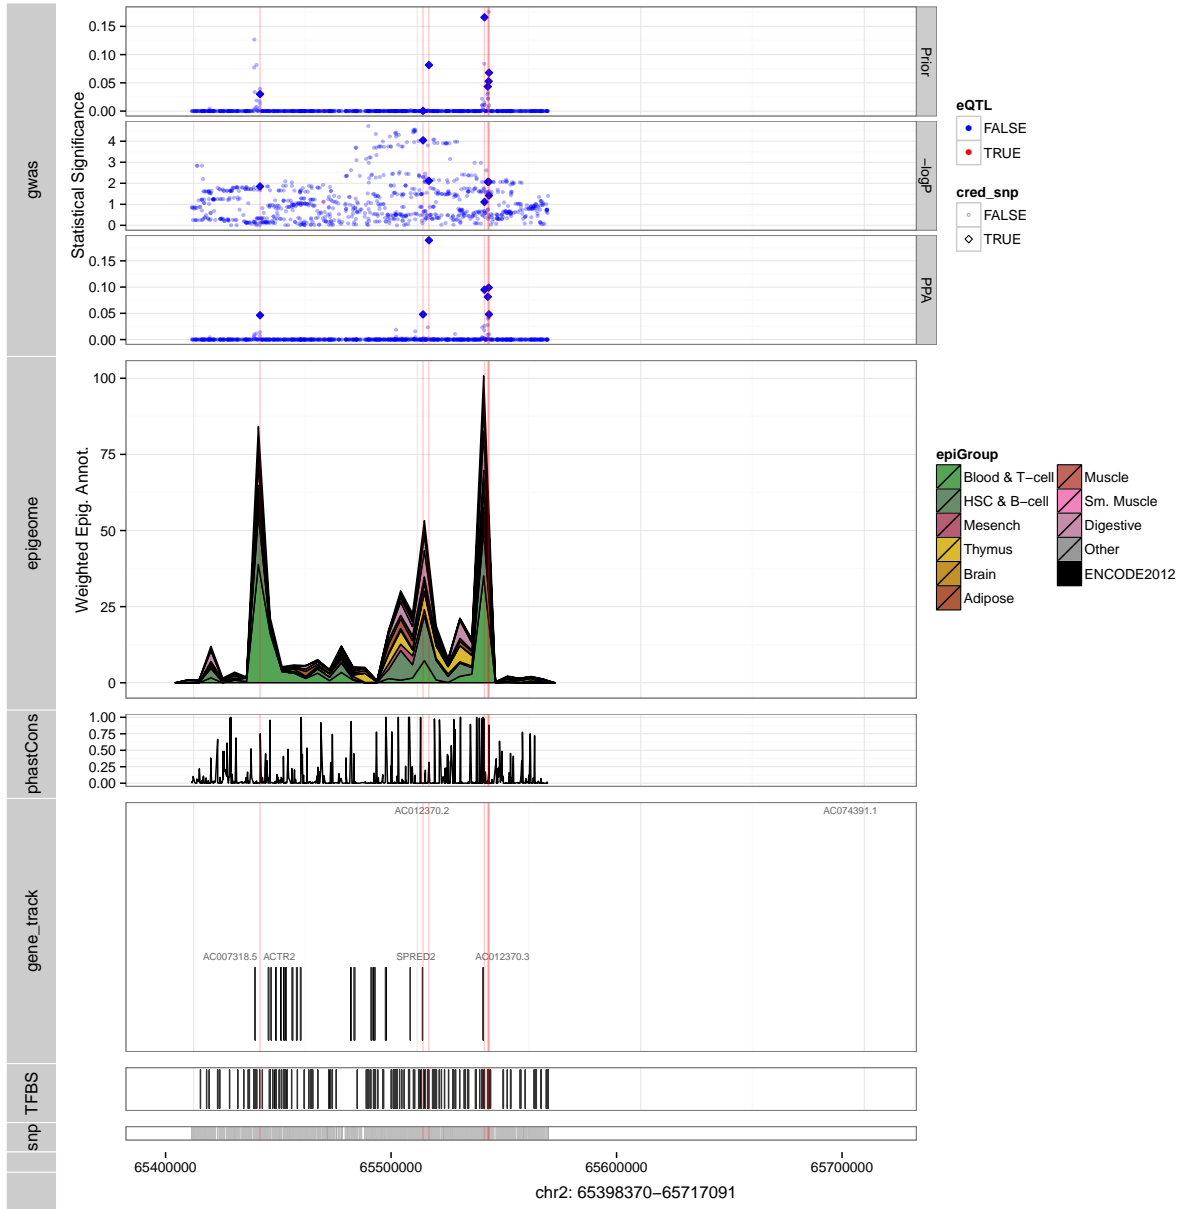 gwas
Statistical Significance
0.15
0.10
0.05
0.00
Prior
4
3
2
1
0
−logP
0.15
0.10
0.05
0.00
PPA
eQTL
FALSE
TRUE
cred_snp
FALSE
TRUE
epigeome
Weighted Epig. Annot.
100
75
50
25
0
epiGroup
Blood & T−cell
HSC & B−cell
Mesench
Thymus
Brain
Adipose
Muscle
Sm. Muscle
Digestive
Other
ENCODE2012
phastCons
1.00
0.75
0.50
0.25
0.00
gene_track
AC012370.2
AC074391.1
AC007318.5
ACTR2
SPRED2
AC012370.3
TFBS
snp
65400000
65500000
65600000
65700000
chr2: 65398370−65717091